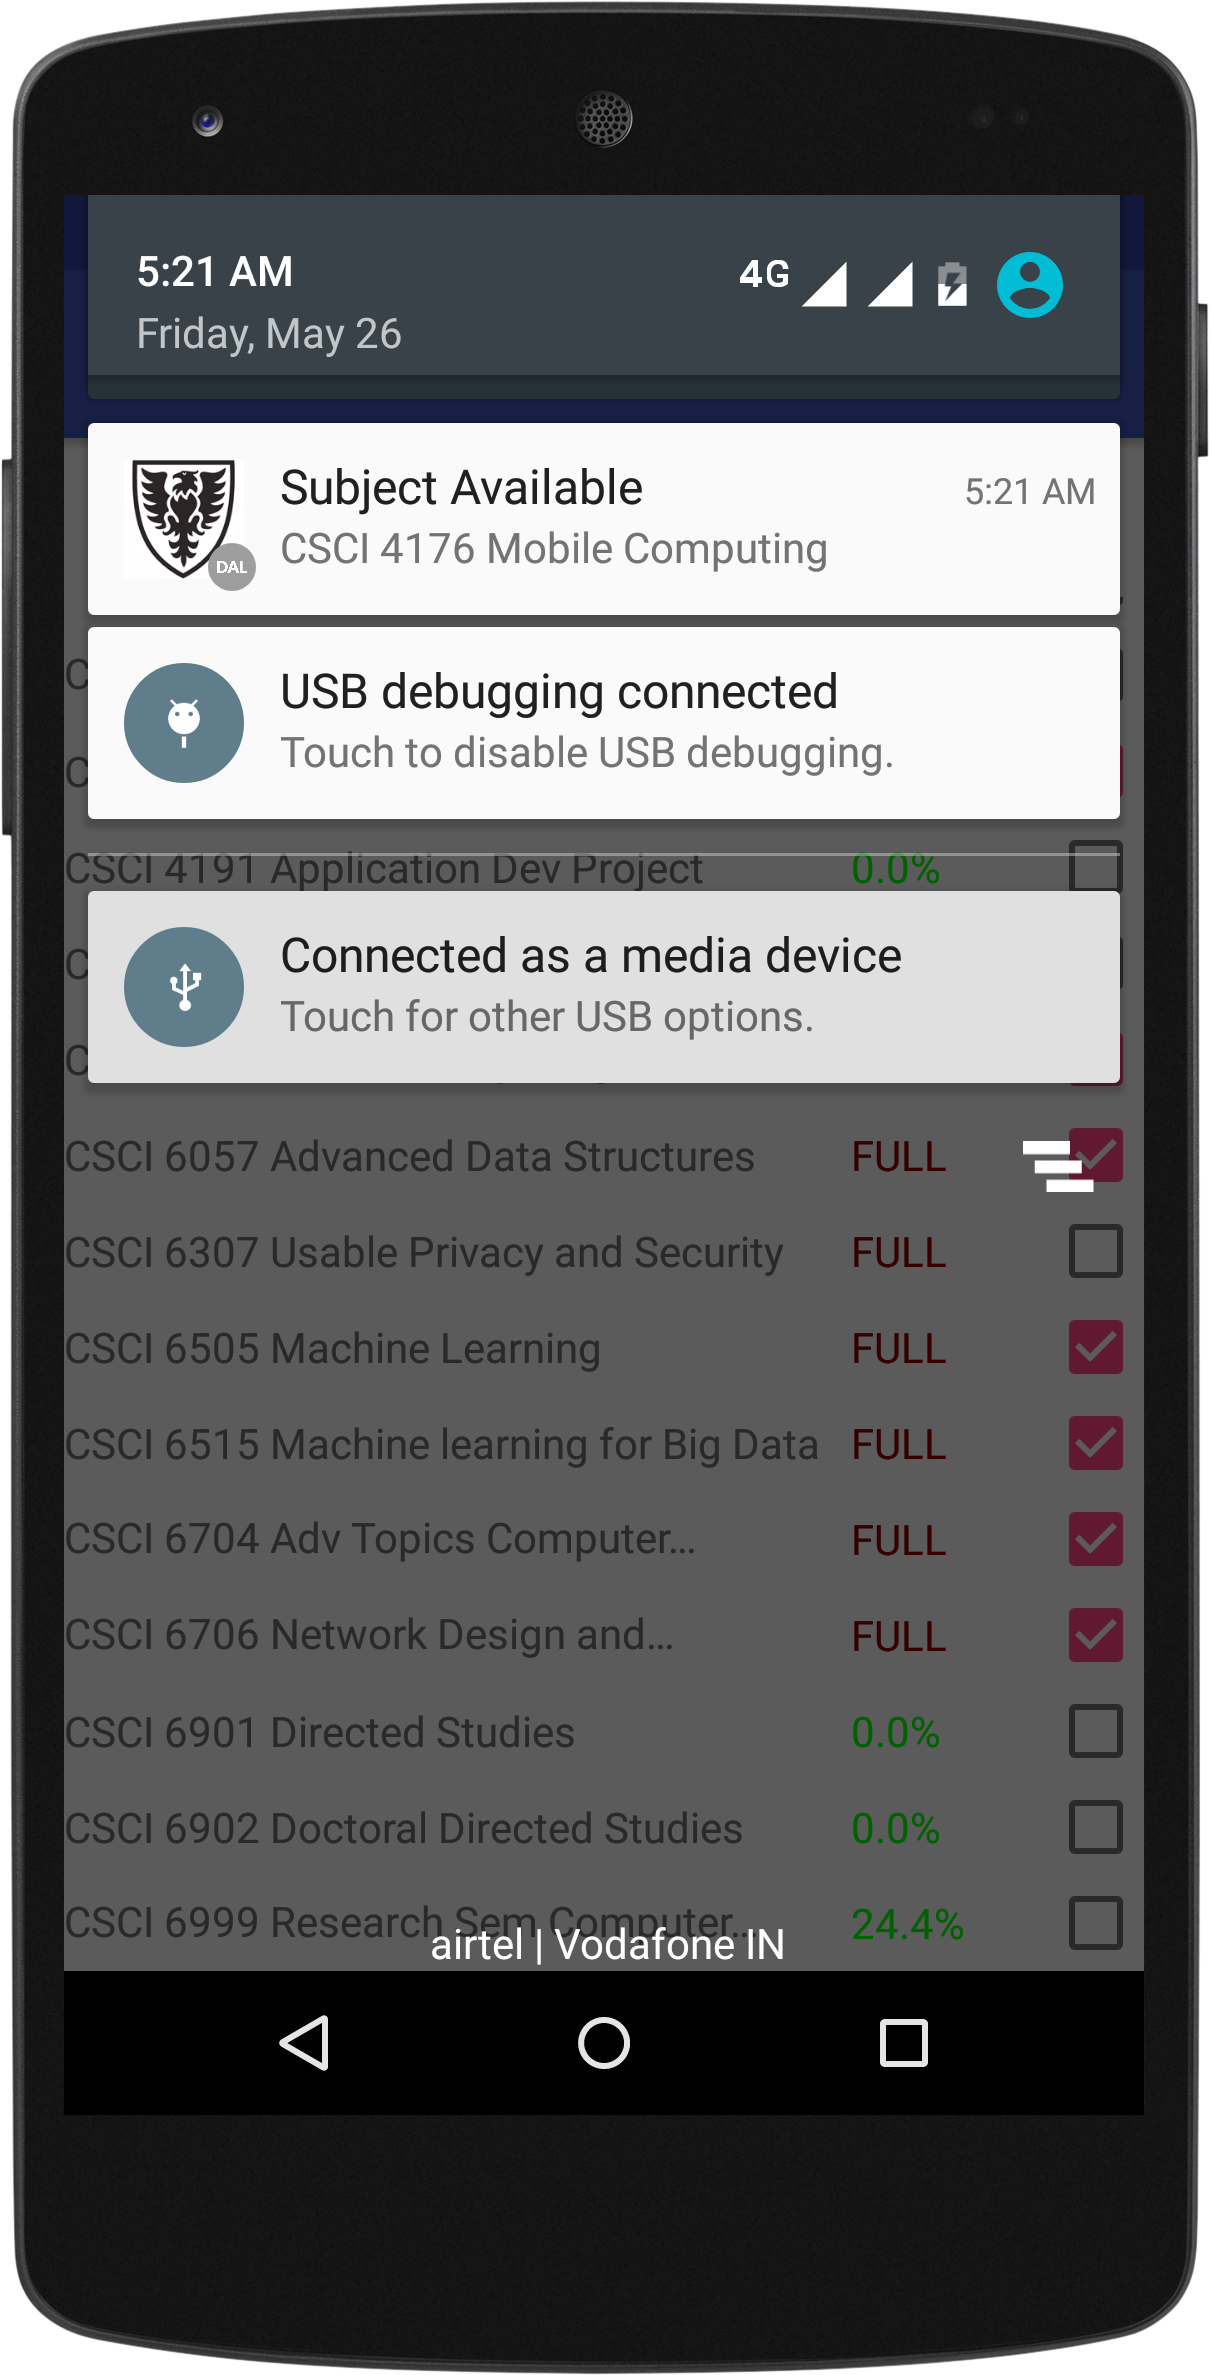 5:21 AM
4G
Friday, May 26
Subject Available
5:21 AM
CSCI 4176 Mobile Computing
DAL
USB debugging connected
Touch to disable USB debugging.
CSCI 4191 Application Dev Project 0.0%
Connected as a media device
Touch for other USB options.
CSCI 6057 Advanced Data Structures FULL
CSCI 6307 Usable Privacy and Security FULL
CSCI 6505 Machine Learning FULL
CSCI 6515 Machine learning for Big Data FULL
CSCI 6704 Adv Topics Computer... FULL
CSCI 6706 Network Design and... FULL
CSCI 6901 Directed Studies 0.0%
CSCI 6902 Doctoral Directed Studies 0.0%
CSCI 6999 Research Sem Computer... 24.4%
airtel | Vodafone IN